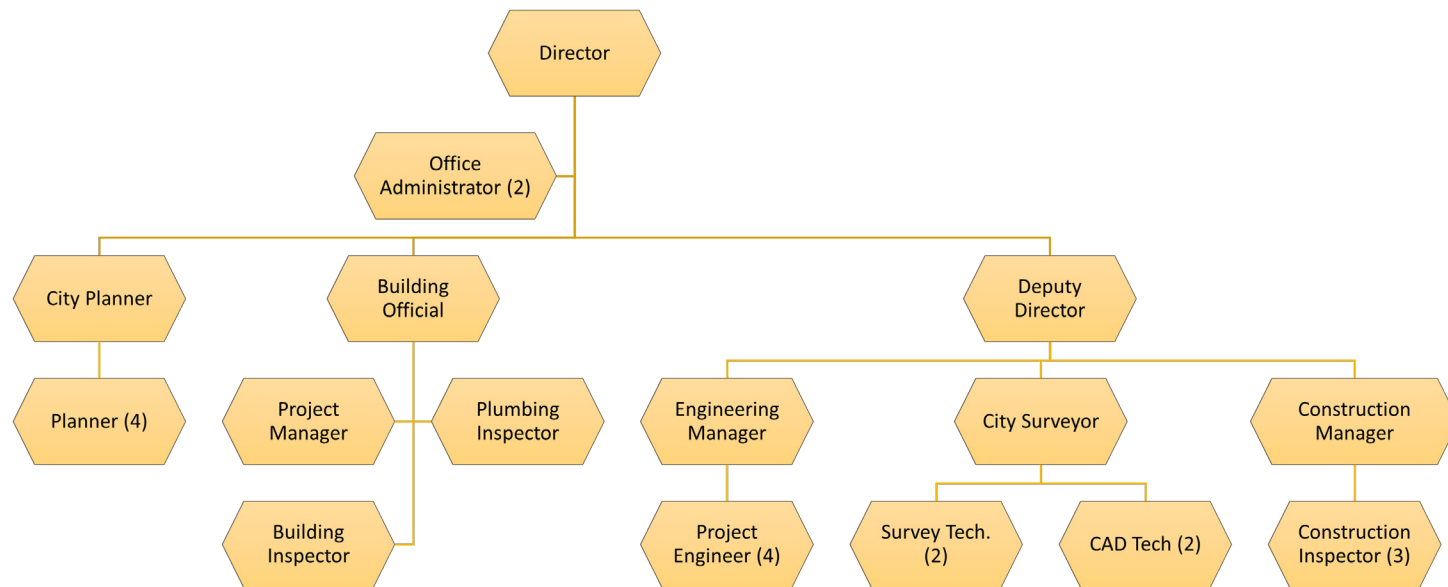 Director
Office
Administrator (2)
City Planner
Building
Official
Deputy
Director
Planner (4)
Project
Manager
Plumbing
Inspector
Engineering
Manager
City Surveyor
Construction
Manager
Building
Inspector
Project
Engineer (4)
Survey Tech.
(2)
CAD Tech (2)
Construction
Inspector (3)